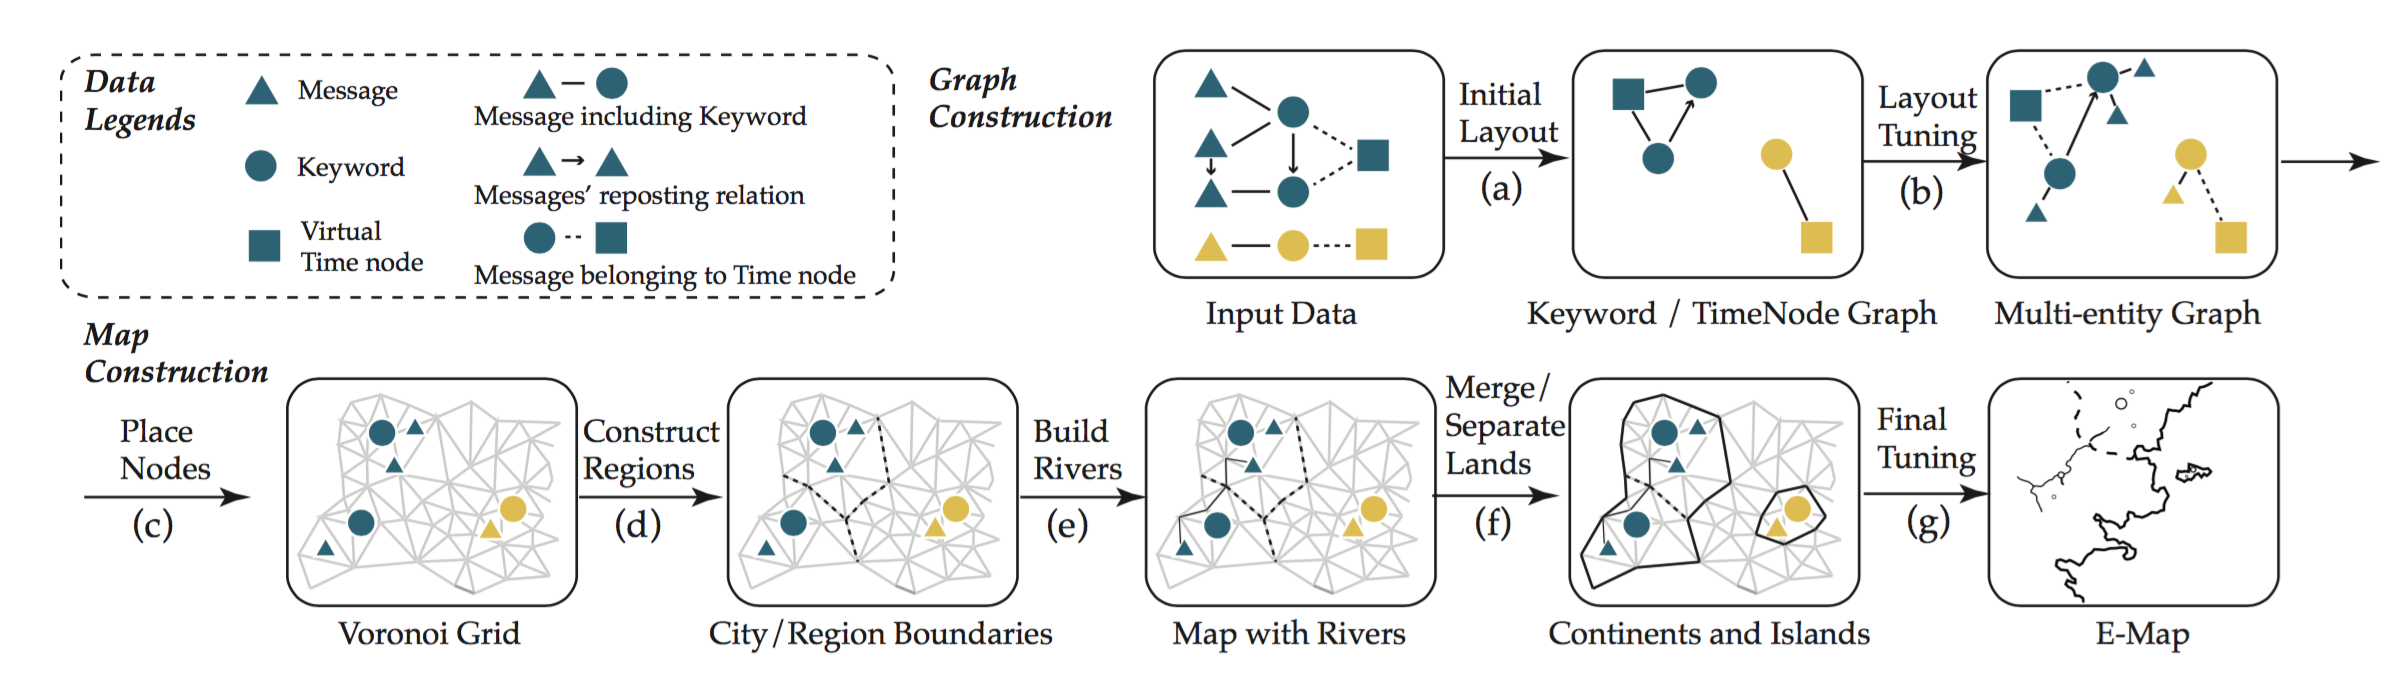 Data
Legends
Message
Keyword
Virtual
Time node
Message including Keyword
Messages’ reposting relation
Message belonging to Time node
Graph
Construction
Input Data
Initial
Layout
(a)
Keyword / TimeNode Graph
Layout
Tuning
(b)
Multi-entity Graph
Map
Construction
Place
Nodes
(c)
Voronoi Grid
Construct
Regions
(d)
City/Region Boundaries
Build
Rivers
(e)
Map with Rivers
Merge/
Separate
Lands
(f)
Continents and Islands
Final
Tuning
(g)
E-Map